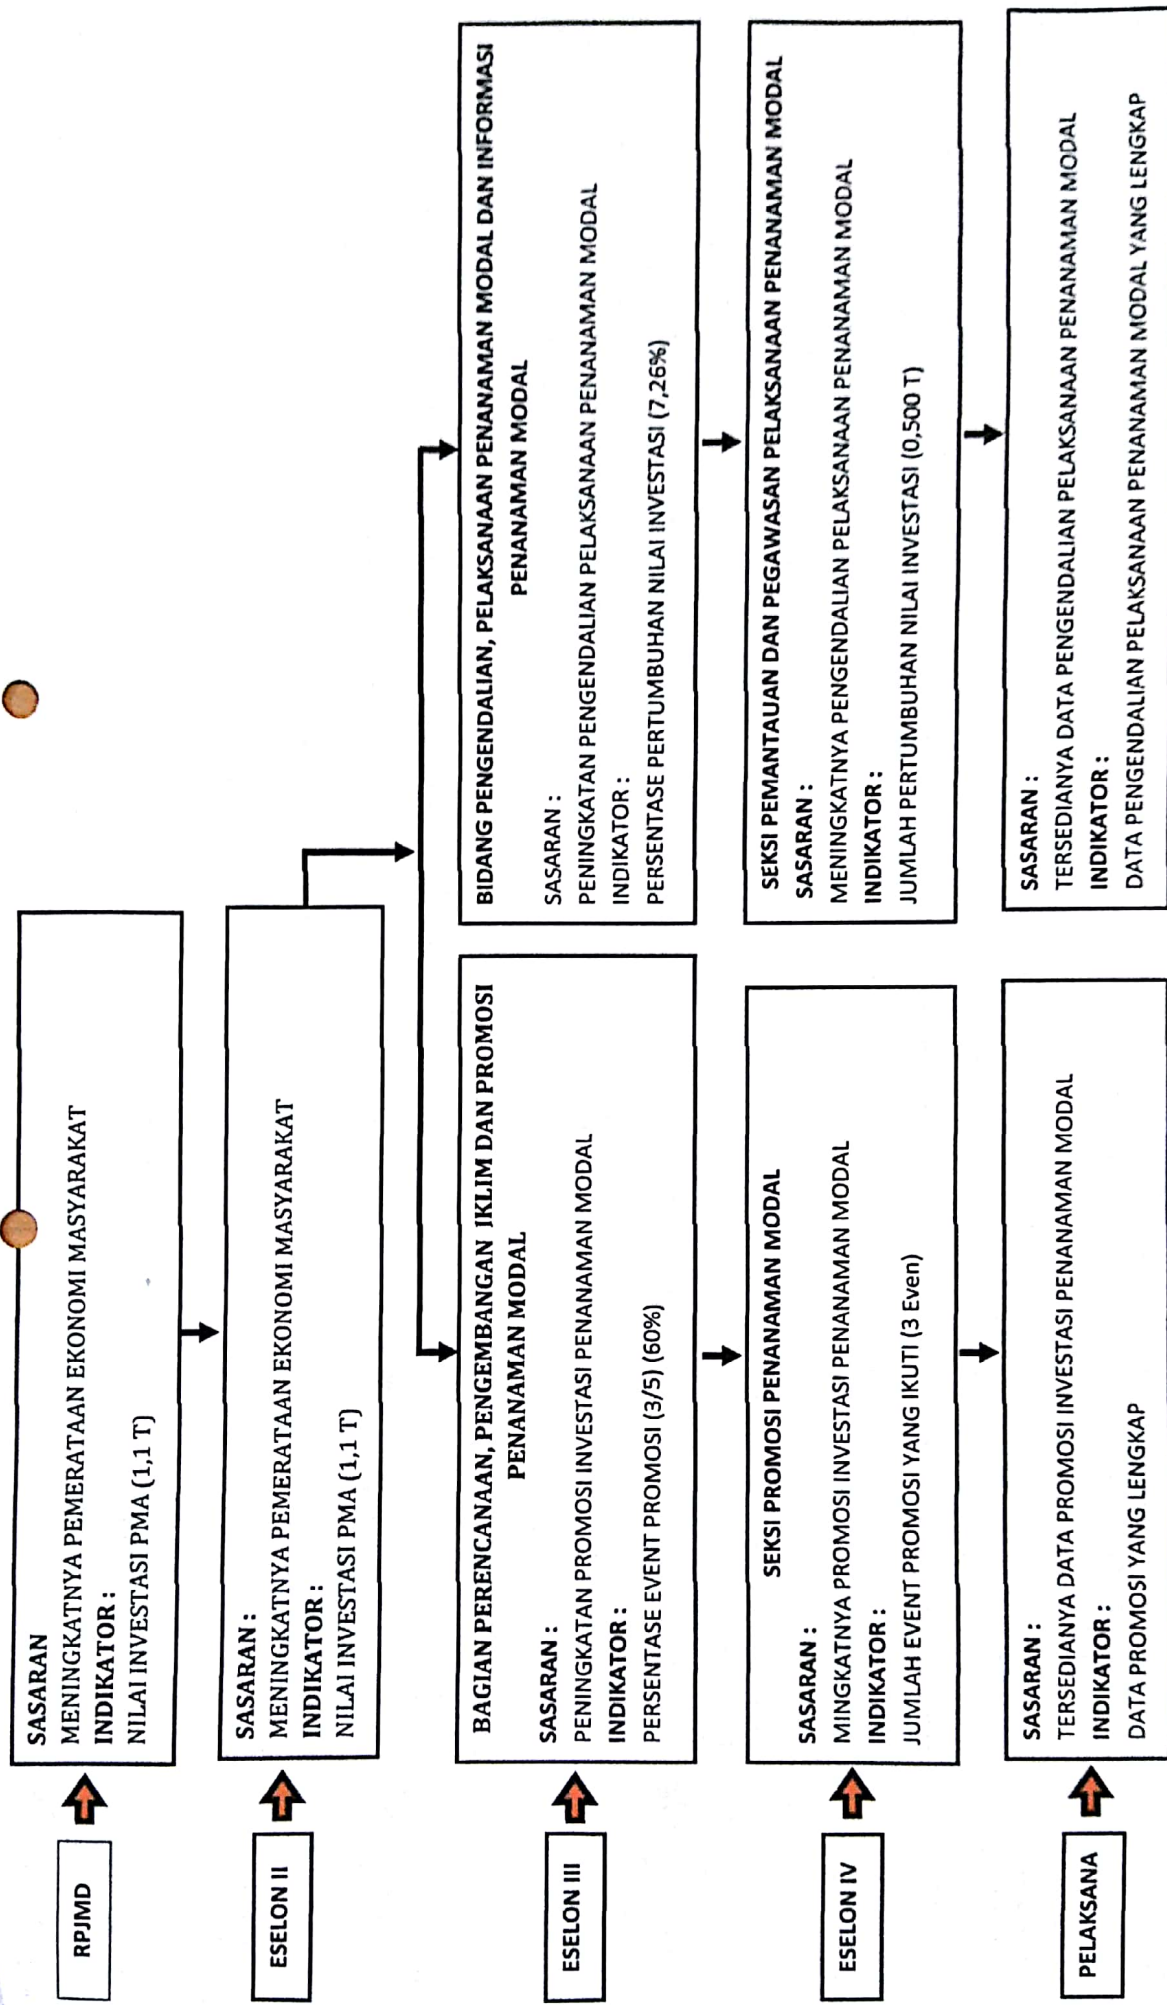 RPJMD
SASARAN
MENINGKATNYA PEMERATAAN EKONOMI MASYARAKAT
INDIKATOR :
NILAI INVESTASI PMA (1,1 T)
ESELON II
SASARAN :
MENINGKATNYA PEMERATAAN EKONOMI MASYARAKAT
INDIKATOR :
NILAI INVESTASI PMA (1,1 T)
ESELON III
BAGIAN PERENCANAAN, PENGEMBANGAN IKLIM DAN PROMOSI
PENANAMAN MODAL
SASARAN :
PENINGKATAN PROMOSI INVESTASI PENANAMAN MODAL
INDIKATOR :
PERSENTASE EVENT PROMOSI (3/5) (60%)
BIDANG PENGENDALIAN, PELAKSANAAN PENANAMAN MODAL DAN INFORMASI
PENANAMAN MODAL
SASARAN :
PENINGKATAN PENGENDALIAN PELAKSANAAN PENANAMAN MODAL
INDIKATOR :
PERSENTASE PERTUMBUHAN NILAI INVESTASI (7,26%)
ESELON IV
SEKSI PROMOSI PENANAMAN MODAL
SASARAN :
MINGKATNYA PROMOSI INVESTASI PENANAMAN MODAL
INDIKATOR :
JUMLAH EVENT PROMOSI YANG IKUTI (3 Even)
SEKSI PEMANTAUAN DAN PEGAWASAN PELAKSANAAN PENANAMAN MODAL
SASARAN :
MENINGKATNYA PENGENDALIAN PELAKSANAAN PENANAMAN MODAL
INDIKATOR :
JUMLAH PERTUMBUHAN NILAI INVESTASI (0,500 T)
PELAKSANA
SASARAN :
TERSEDIANYA DATA PROMOSI INVESTASI PENANAMAN MODAL
INDIKATOR :
DATA PROMOSI YANG LENGKAP
SASARAN :
TERSEDIANYA DATA PENGENDALIAN PELAKSANAAN PENANAMAN MODAL
INDIKATOR :
DATA PENGENDALIAN PELAKSANAAN PENANAMAN MODAL YANG LENGKAP